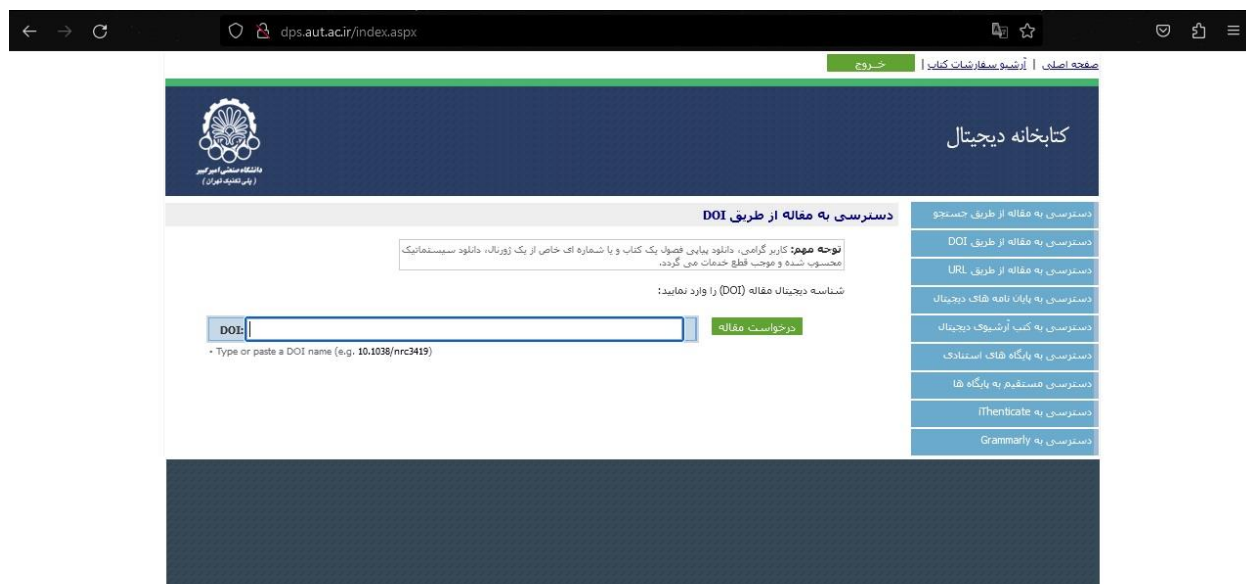 dps.aut.ac.ir/index.aspx
صفحه اصلی | آرشیو سفارشات کتاب | خـــروج
کتابخانه دیجیتال
دانشگاه صنعتی امیرکبیر
(پلی تکنیک تهران)
دسترسی به مقاله از طریق جستجو
دسترسی به مقاله از طریق DOI
دسترسی به مقاله از طریق URL
دسترسی به پایان نامه های دیجیتال
دسترسی به کتب آرشیوی دیجیتال
دسترسی به پایگاه های استنادی
دسترسی مستقیم به پایگاه ها
دسترسی به iThenticate
دسترسی به Grammarly
دسترسی به مقاله از طریق DOI
توجه مهم: کاربر گرامی، دانلود پیاپی فصول یک کتاب و یا شماره ای خاص از یک ژورنال، دانلود سیستماتیک
محسوب شده و موجب قطع خدمات می گردد.
شناسه دیجیتال مقاله (DOI) را وارد نمایید:
DOI:
درخواست مقاله
• Type or paste a DOI name (e.g. 10.1038/nrc3419)